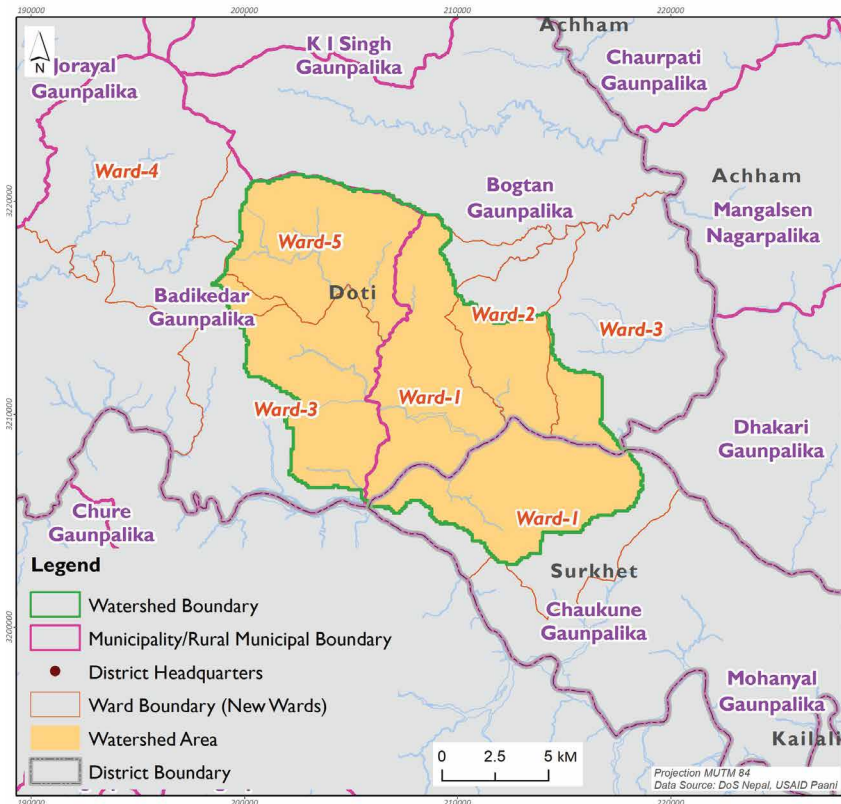 190000
200000
210000
220000
N
Achham
K I Singh
Gaunpalika
Chaurpati
Gaunpalika
Jorayal
Gaunpalika
Ward-4
Bogtan
Gaunpalika
Achham
Mangalsen
Nagarpalika
3220000
Ward-5
Doti
Badikedar
Gaunpalika
Ward-2
Ward-3
3210000
Ward-3
Ward-1
Dhakari
Gaunpalika
Chure
Gaunpalika
Ward-1
Surkhet
Chaukune
Gaunpalika
3200000
Mohanyal
Gaunpalika
Kailali
Legend
Watershed Boundary
Municipality/Rural Municipal Boundary
District Headquarters
Ward Boundary (New Wards)
Watershed Area
District Boundary
0 2.5 5 kM
Projection MUTM 84
Data Source: DoS Nepal, USAID Paani
190000
200000
210000
220000